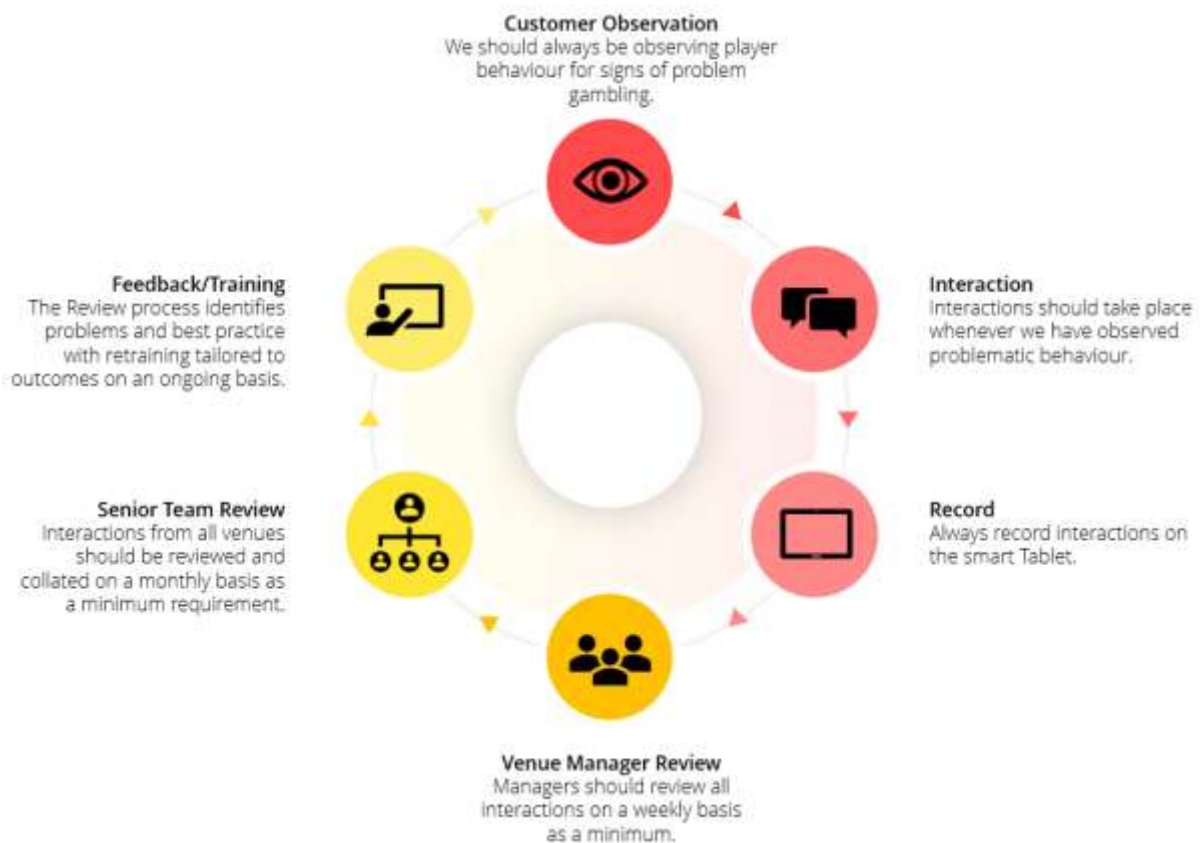 Customer Observation
We should always be observing player
behaviour for signs of problem
gambling.
Interaction
Interactions should take place
whenever we have observed
problematic behaviour.
Record
Always record interactions on
the smart Tablet.
Venue Manager Review
Managers should review all
interactions on a weekly basis
as a minimum.
Senior Team Review
Interactions from all venues
should be reviewed and
collated on a monthly basis as
a minimum requirement.
Feedback/Training
The Review process identifies
problems and best practice
with retraining tailored to
outcomes on an ongoing basis.